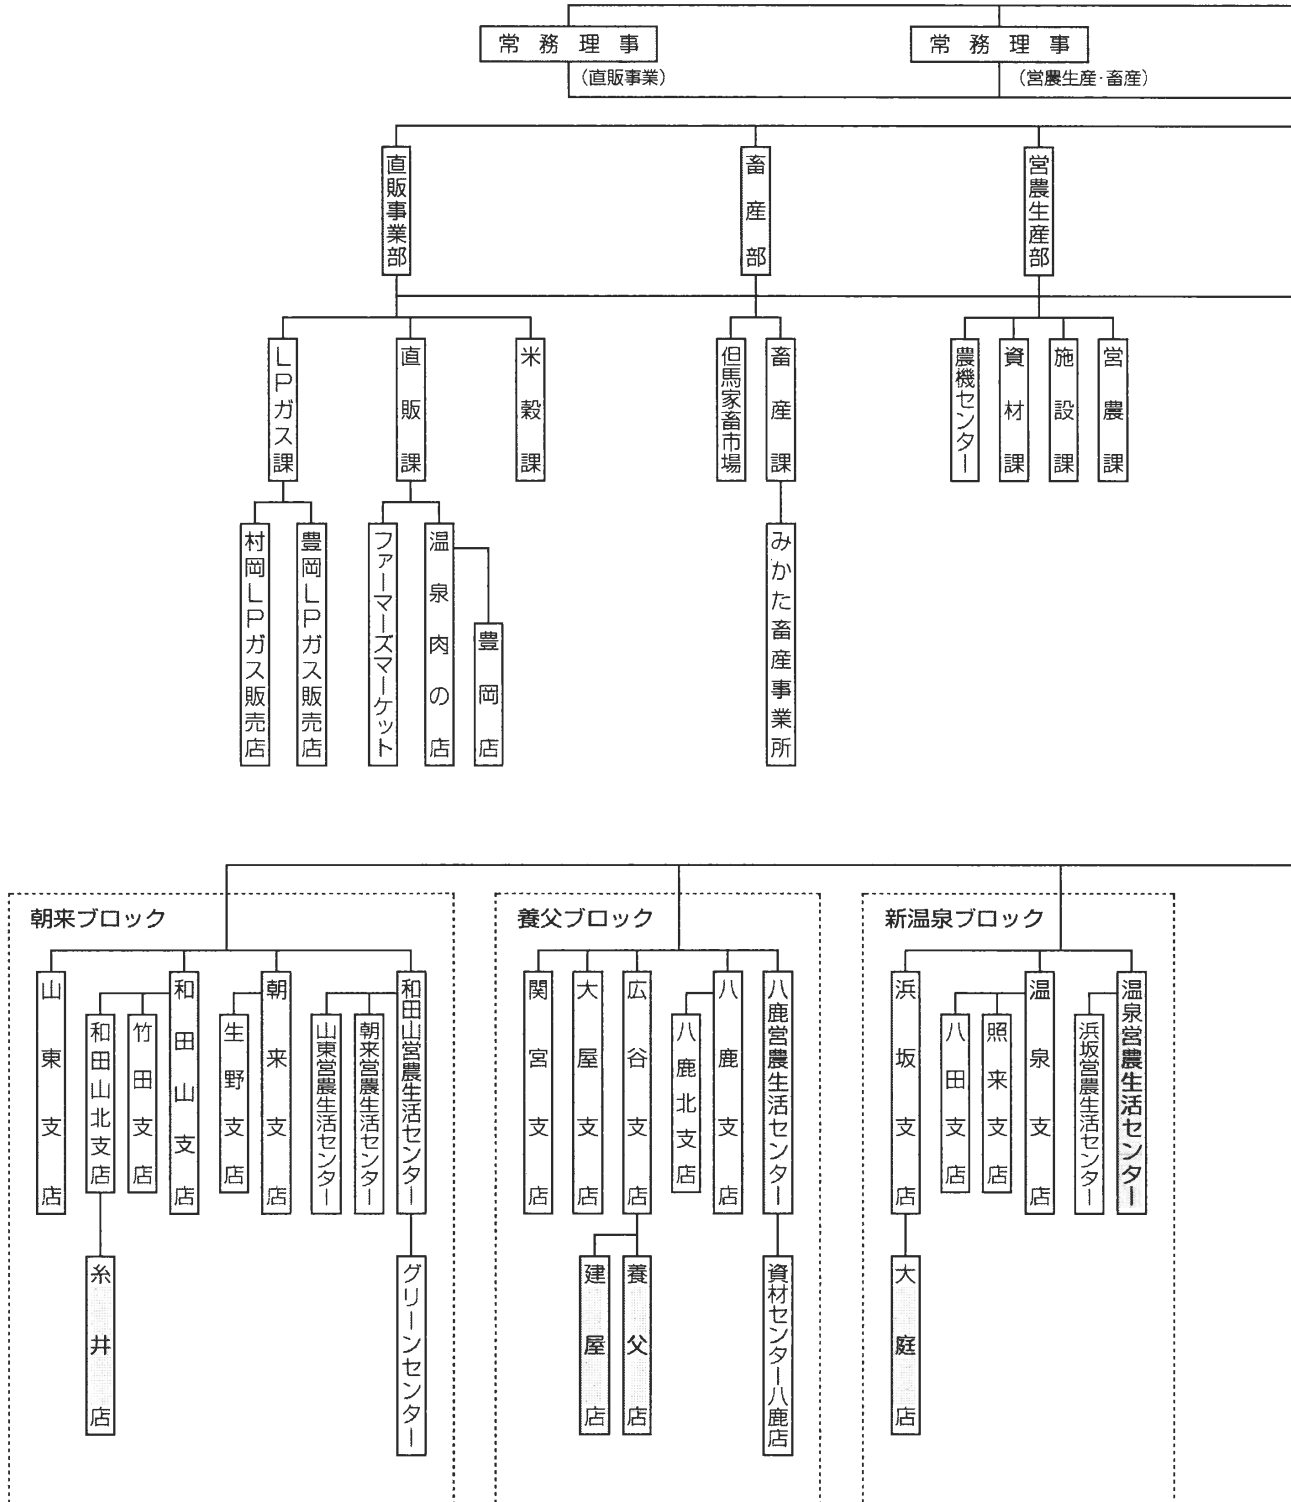 常務理事
(直販事業)
常務理事
(営農生産・畜産)
直販事業部
畜産部
営農生産部
LPガス課
直販課
米穀課
但馬家畜市場
畜産課
農機センター
資材課
施設課
営農課
村岡LPガス販売店
豊岡LPガス販売店
ファーマーズマーケット
温泉肉の店
豊岡店
みかた畜産事業所
朝来ブロック
山東支店
和田山北支店
竹田支店
和田山支店
生野支店
朝来支店
山東営農生活センター
朝来営農生活センター
和田山営農生活センター
糸井店
グリーンセンター
養父ブロック
関宮支店
大屋支店
広谷支店
八鹿北支店
八鹿支店
八鹿営農生活センター
建屋店
養父店
資材センター八鹿店
新温泉ブロック
浜坂支店
八田支店
照来支店
温泉支店
浜坂営農生活センター
温泉営農生活センター
大庭店